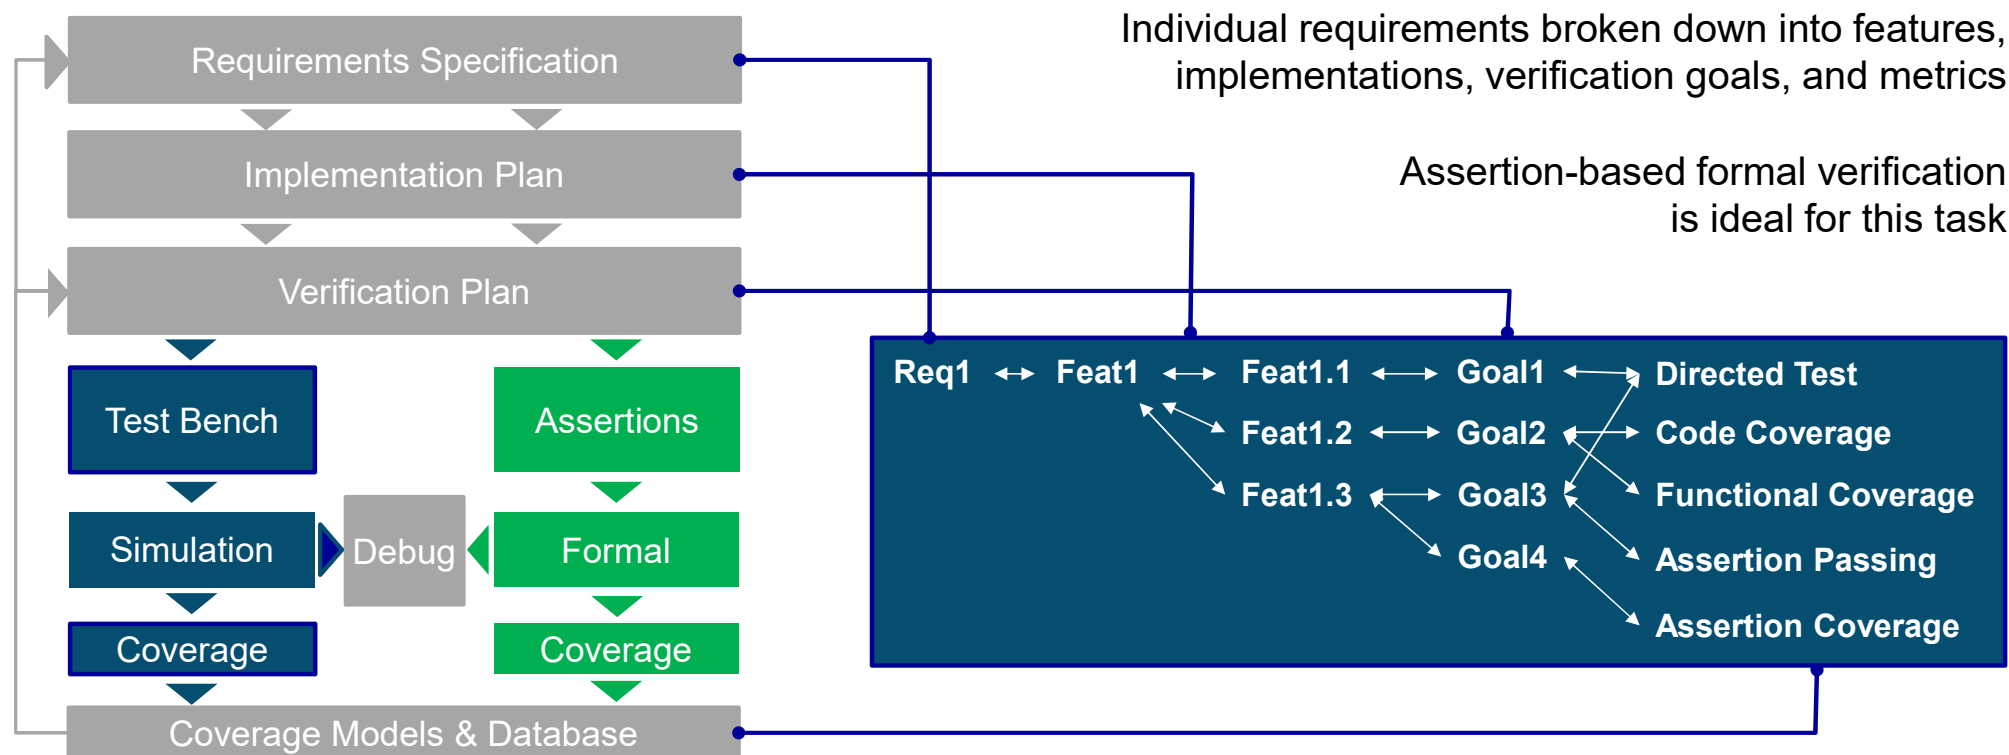 Requirements Specification
Implementation Plan
Verification Plan
Test Bench
Assertions
Simulation
Debug
Formal
Coverage
Coverage
Coverage Models & Database
Individual requirements broken down into features,
implementations, verification goals, and metrics
Assertion-based formal verification
is ideal for this task
Req1 Feat1 Feat1.1 Goal1 Directed Test
Feat1.2 Goal2 Code Coverage
Feat1.3 Goal3 Functional Coverage
Goal4 Assertion Passing
Assertion Coverage